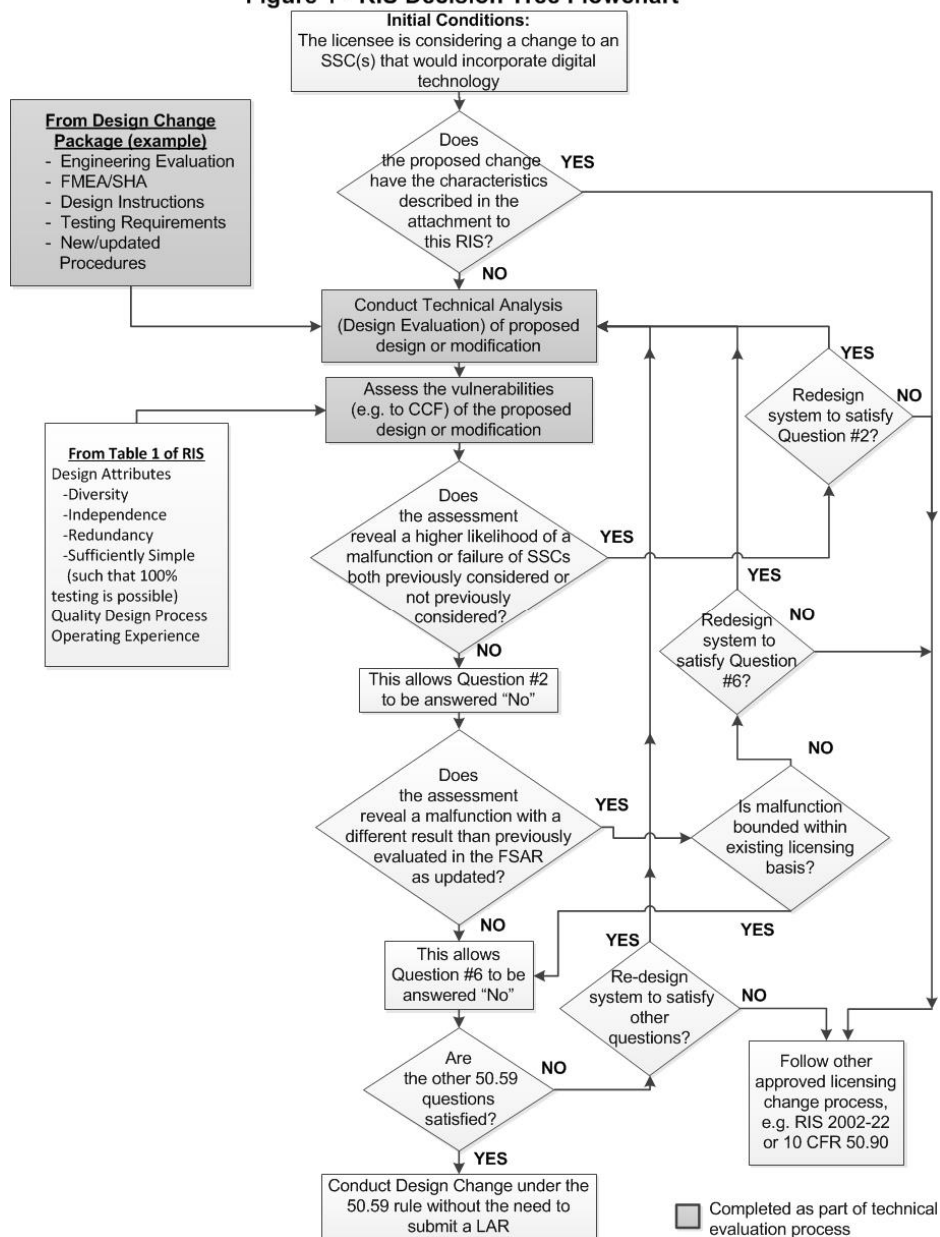 Figure 1 - RIS Decision Tree Flowchart
Initial Conditions:
The licensee is considering a change to an
SSC(s) that would incorporate digital
technology
From Design Change
Package (example)
- Engineering Evaluation
- FMEA/SHA
- Design Instructions
- Testing Requirements
- New/updated
Procedures
Does
the proposed change
have the characteristics
described in the
attachment to
this RIS?
YES
NO
Conduct Technical Analysis
(Design Evaluation) of proposed
design or modification
Assess the vulnerabilities
(e.g. to CCF) of the proposed
design or modification
YES
Redesign
system to satisfy
Question #2?
NO
From Table 1 of RIS
Design Attributes
-Diversity
-Independence
-Redundancy
-Sufficiently Simple
(such that 100%
testing is possible)
Quality Design Process
Operating Experience
Does
the assessment
reveal a higher likelihood of a
malfunction or failure of SSCs
both previously considered or
not previously
considered?
YES
NO
YES
Redesign
system to
satisfy Question
#6?
NO
This allows Question #2
to be answered “No”
Does
the assessment
reveal a malfunction with a
different result than previously
evaluated in the FSAR
as updated?
YES
NO
NO
Is malfunction
bounded within
existing licensing
basis?
YES
This allows
Question #6 to be
answered “No”
YES
Re-design
system to satisfy
other
questions?
NO
Are
the other 50.59
questions
satisfied?
NO
YES
Follow other
approved licensing
change process,
e.g. RIS 2002-22
or 10 CFR 50.90
Conduct Design Change under the
50.59 rule without the need to
submit a LAR
Completed as part of technical
evaluation process